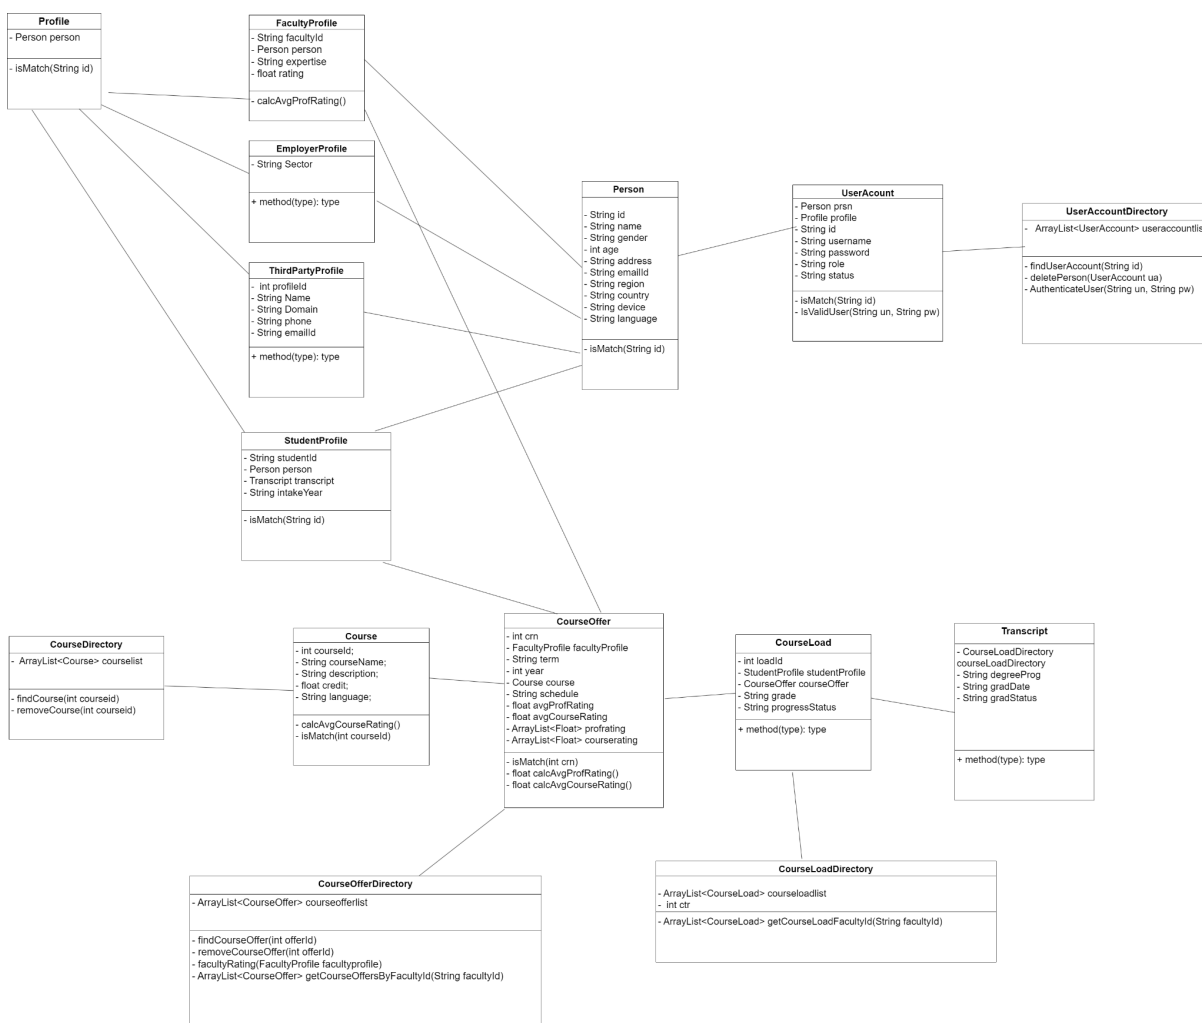 Profile
- Person person
- isMatch(String id)
FacultyProfile
- String facultyId
- Person person
- String expertise
- float rating
- calcAvgProfRating()
EmployerProfile
- String Sector
+ method(type): type
ThirdPartyProfile
- int profileId
- String Name
- String Domain
- String phone
- String emailId
+ method(type): type
Person
- String id
- String name
- String gender
- int age
- String address
- String emailId
- String region
- String country
- String device
- String language
- isMatch(String id)
UserAcount
- Person prsn
- Profile profile
- String id
- String username
- String password
- String role
- String status
- isMatch(String id)
- IsValidUser(String un, String pw)
UserAccountDirectory
- ArrayList<UserAccount> useraccountlis
- findUserAccount(String id)
- deletePerson(UserAccount ua)
- AuthenticateUser(String un, String pw)
StudentProfile
- String studentId
- Person person
- Transcript transcript
- String intakeYear
- isMatch(String id)
CourseDirectory
- ArrayList<Course> courselist
- findCourse(int courseid)
- removeCourse(int courseid)
Course
- int courseId;
- String courseName;
- String description;
- float credit;
- String language;
- calcAvgCourseRating()
- isMatch(int courseId)
CourseOffer
- int crn
- FacultyProfile facultyProfile
- String term
- int year
- Course course
- String schedule
- float avgProfRating
- float avgCourseRating
- ArrayList<Float> profrating
- ArrayList<Float> courserating
- isMatch(int crn)
- float calcAvgProfRating()
- float calcAvgCourseRating()
CourseLoad
- int loadId
- StudentProfile studentProfile
- CourseOffer courseOffer
- String grade
- String progressStatus
+ method(type): type
Transcript
- CourseLoadDirectory
courseLoadDirectory
- String degreeProg
- String gradDate
- String gradStatus
+ method(type): type
CourseOfferDirectory
- ArrayList<CourseOffer> courseofferlist
- findCourseOffer(int offerId)
- removeCourseOffer(int offerId)
- facultyRating(FacultyProfile facultyprofile)
- ArrayList<CourseOffer> getCourseOffersByFacultyId(String facultyId)
CourseLoadDirectory
- ArrayList<CourseLoad> courseloadlist
- int ctr
- ArrayList<CourseLoad> getCourseLoadFacultyId(String facultyId)